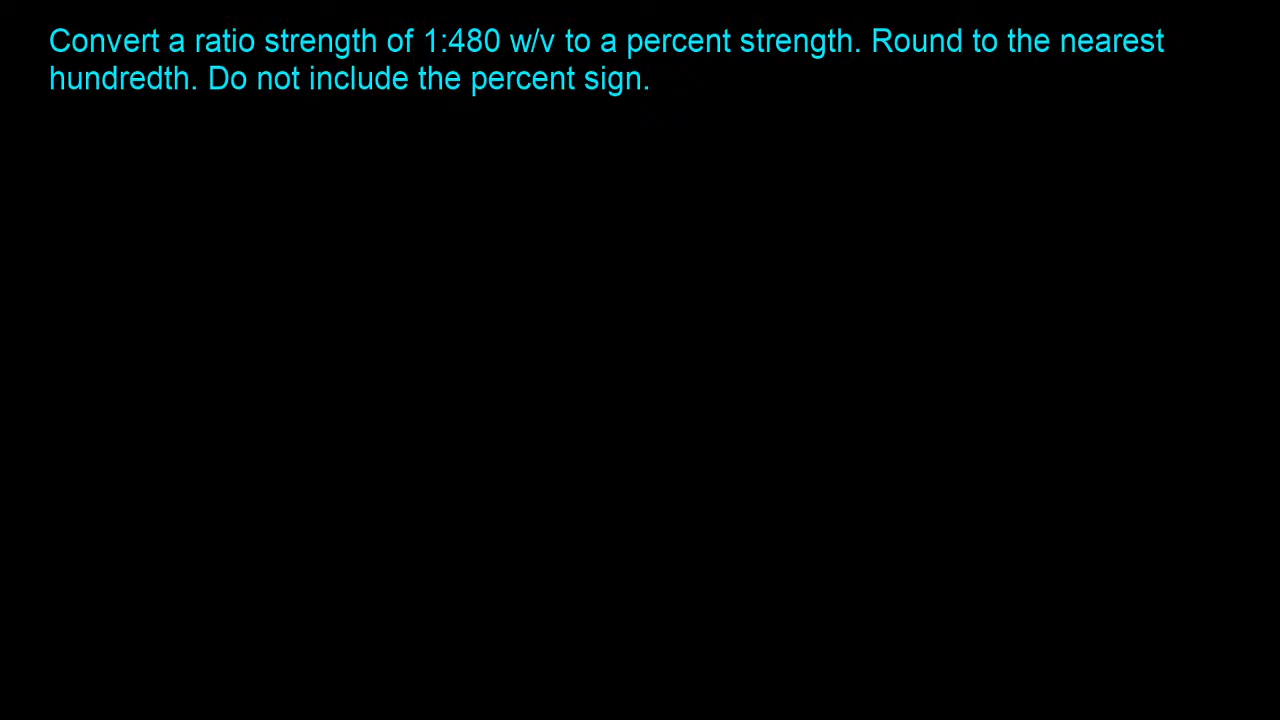 Convert a ratio strength of 1:480 w/v to a percent strength. Round to the nearest
hundredth. Do not include the percent sign.